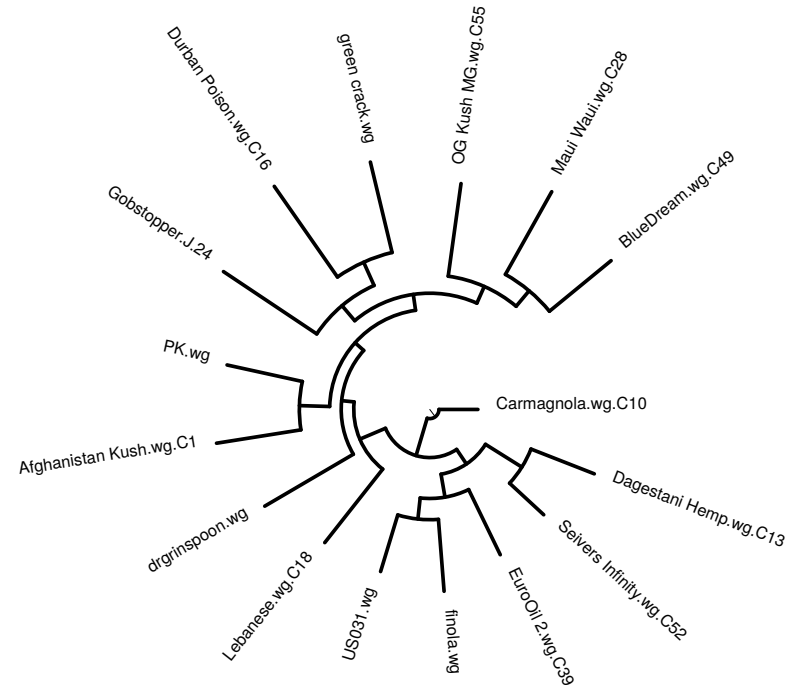 Durban Poison.wg.C16
green crack.wg
OG Kush MG.wg.C55
Maui Waui.wg.C28
BlueDream.wg.C49
Gobstopper.J.24
PK.wg
Carmagnola.wg.C10
Afghanistan Kush.wg.C1
Dagestani Hemp.wg.C13
drgrinspoon.wg
Seivers Infinity.wg.C52
Lebanese.wg.C18
US031.wg
finola.wg
EuroOil 2.wg.C39